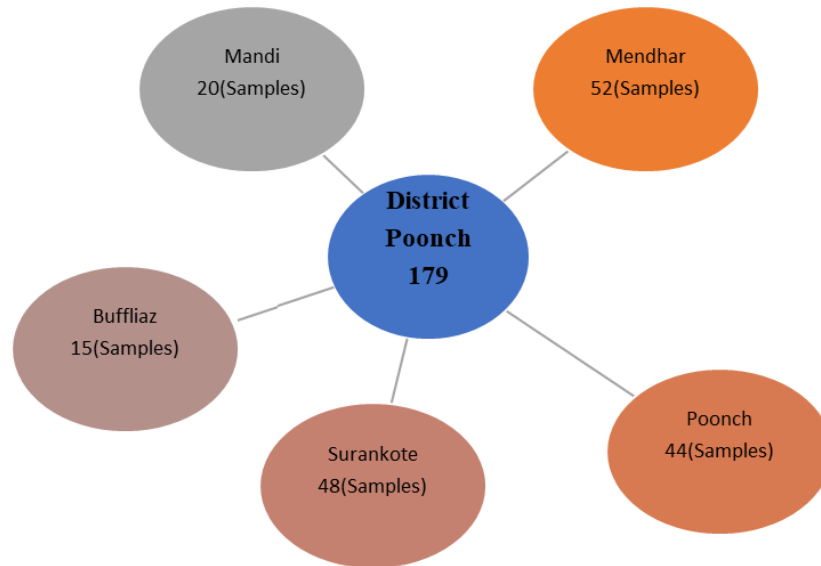 Mandi
20(Samples)
Mendhar
52(Samples)
District
Poonch
179
Buffliaz
15(Samples)
Surankote
48(Samples)
Poonch
44(Samples)